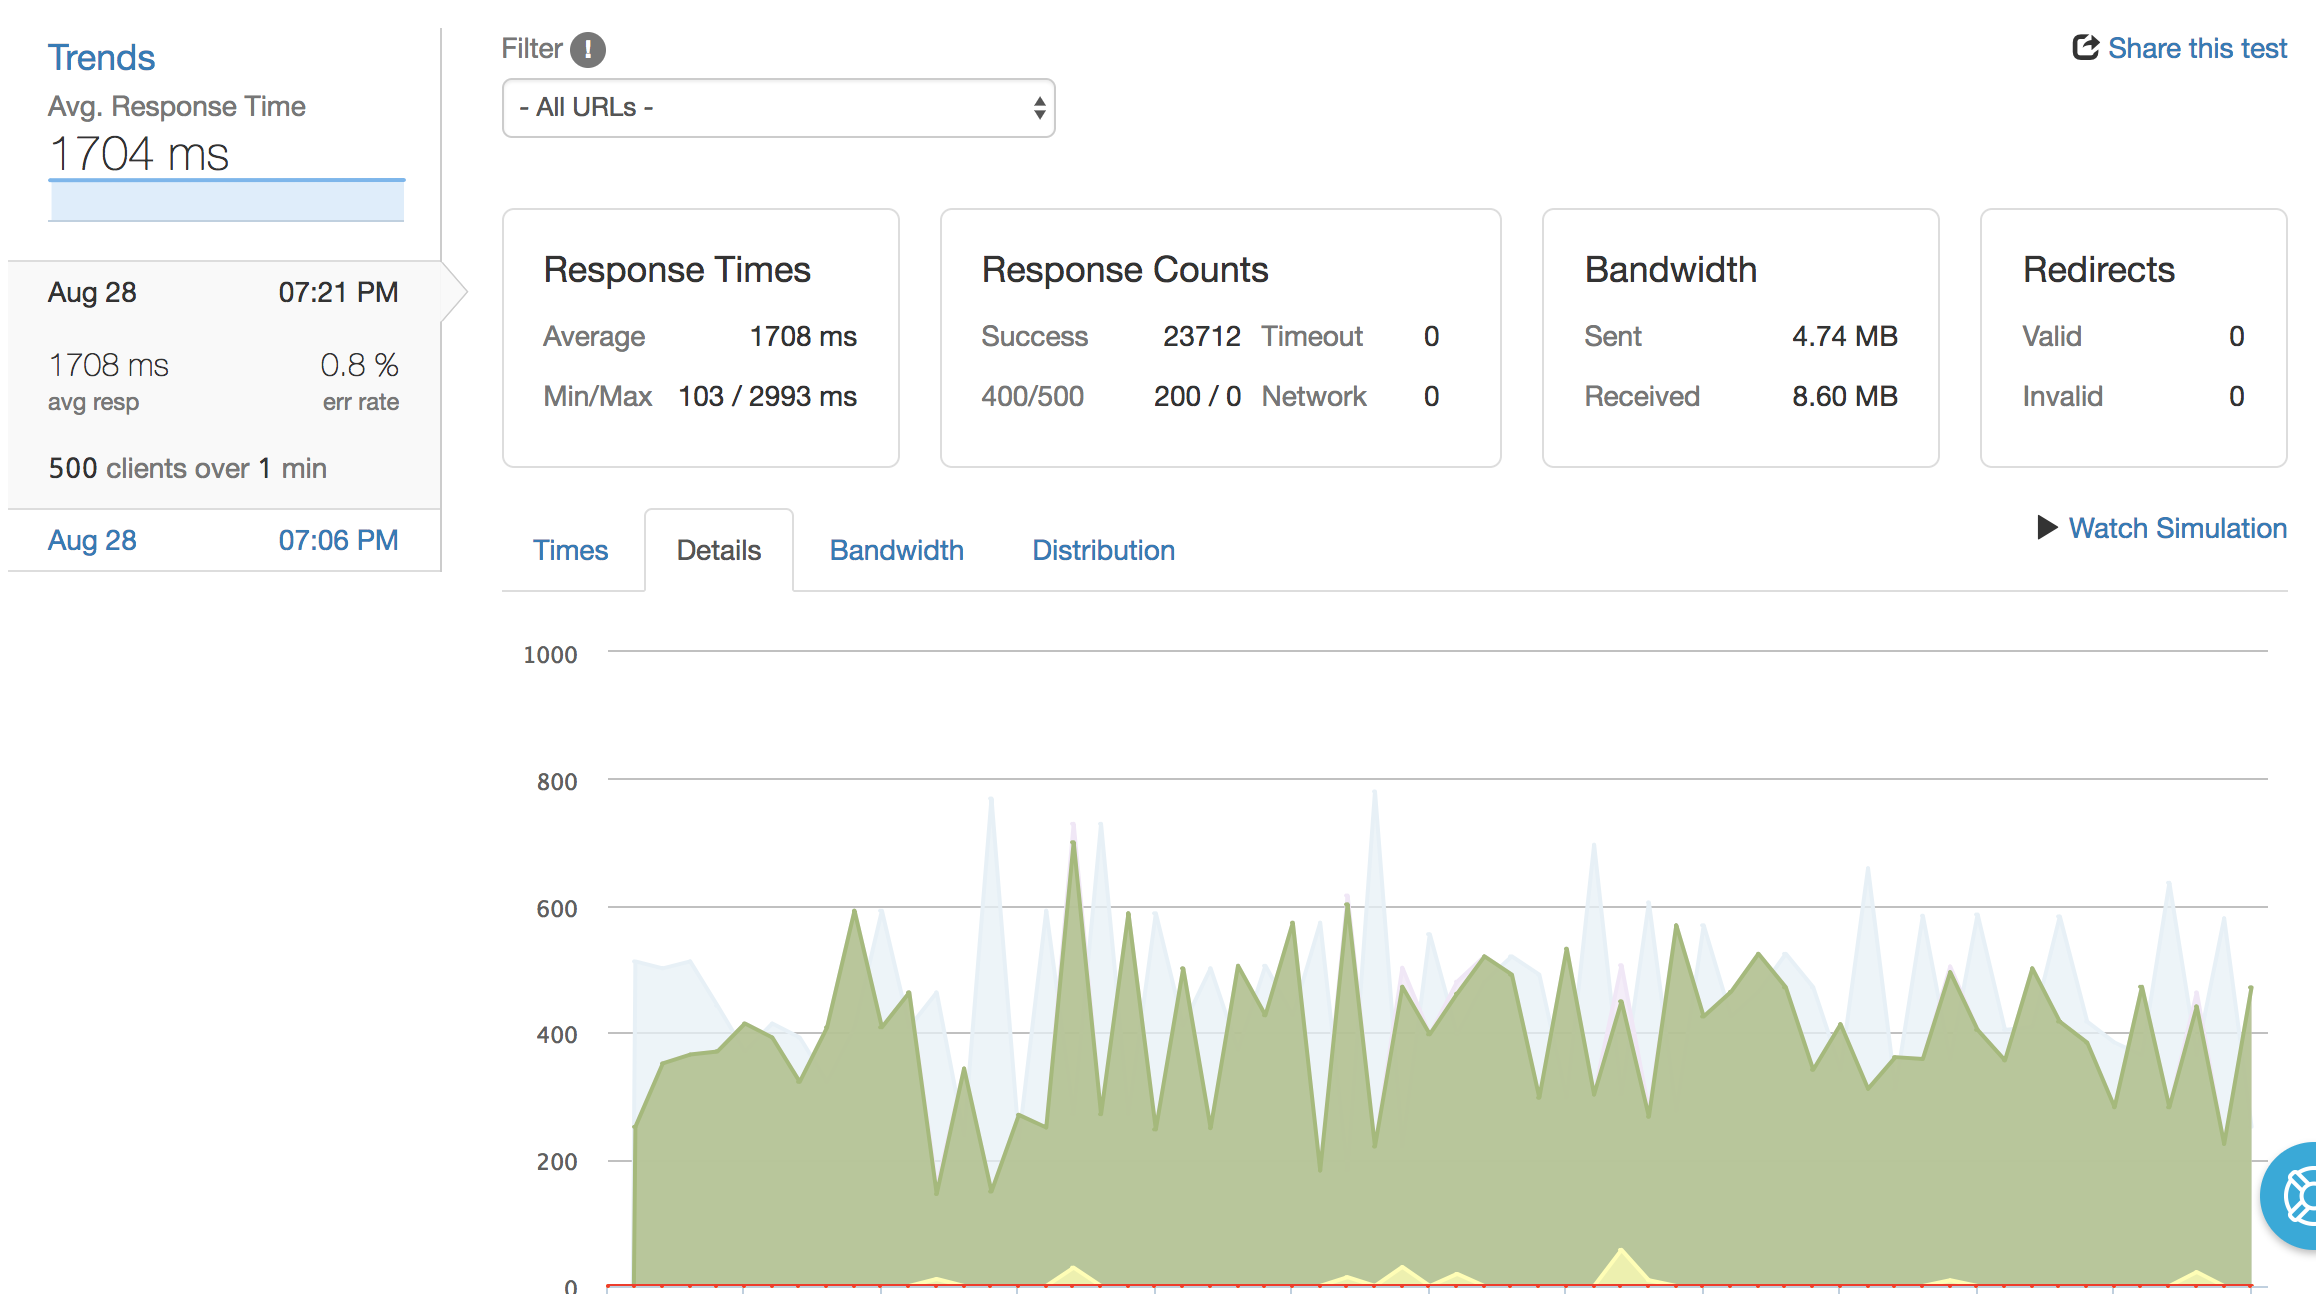 Trends
Avg. Response Time
1704 ms
Aug 28 07:21 PM
1708 ms 0.8 %
avg resp err rate
500 clients over 1 min
Aug 28 07:06 PM
Filter !
- All URLs -
Share this test
Response Times
Average 1708 ms
Min/Max 103 / 2993 ms
Response Counts
Success 23712 Timeout 0
400/500 200 / 0 Network 0
Bandwidth
Sent 4.74 MB
Received 8.60 MB
Redirects
Valid 0
Invalid 0
Times Details Bandwidth Distribution
Watch Simulation
1000
800
600
400
200
0